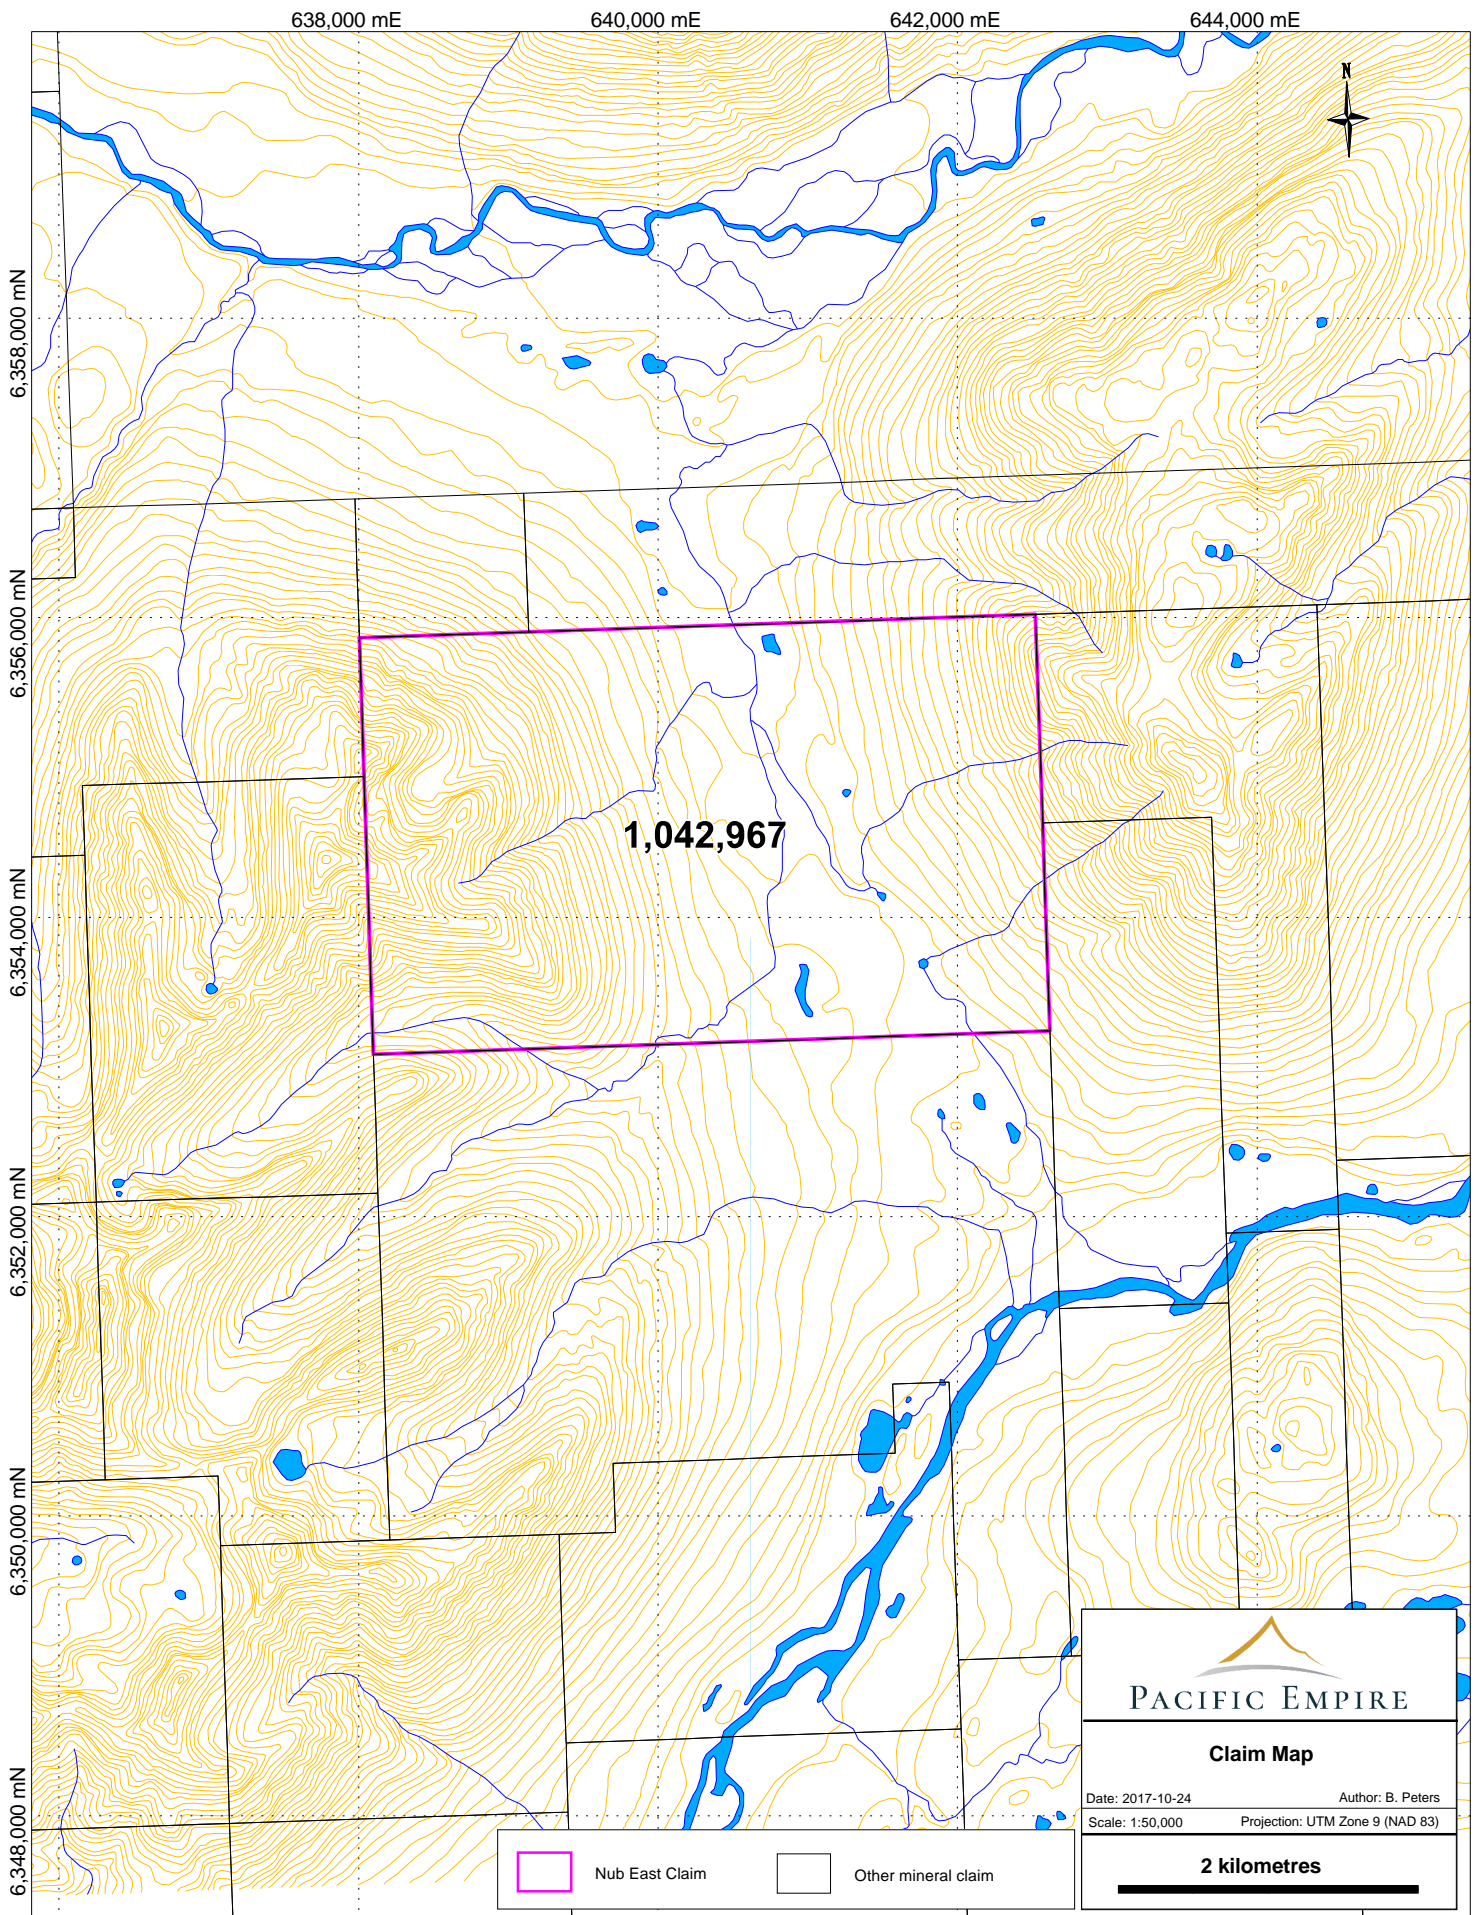 638,000 mE
640,000 mE
642,000 mE
644,000 mE
N
6,358,000 mN
6,356,000 mN
6,354,000 mN
6,352,000 mN
6,350,000 mN
6,348,000 mN
1,042,967
PACIFIC EMPIRE
Claim Map
Date: 2017-10-24
Author: B. Peters
Scale: 1:50,000
Projection: UTM Zone 9 (NAD 83)
2 kilometres
Nub East Claim
Other mineral claim